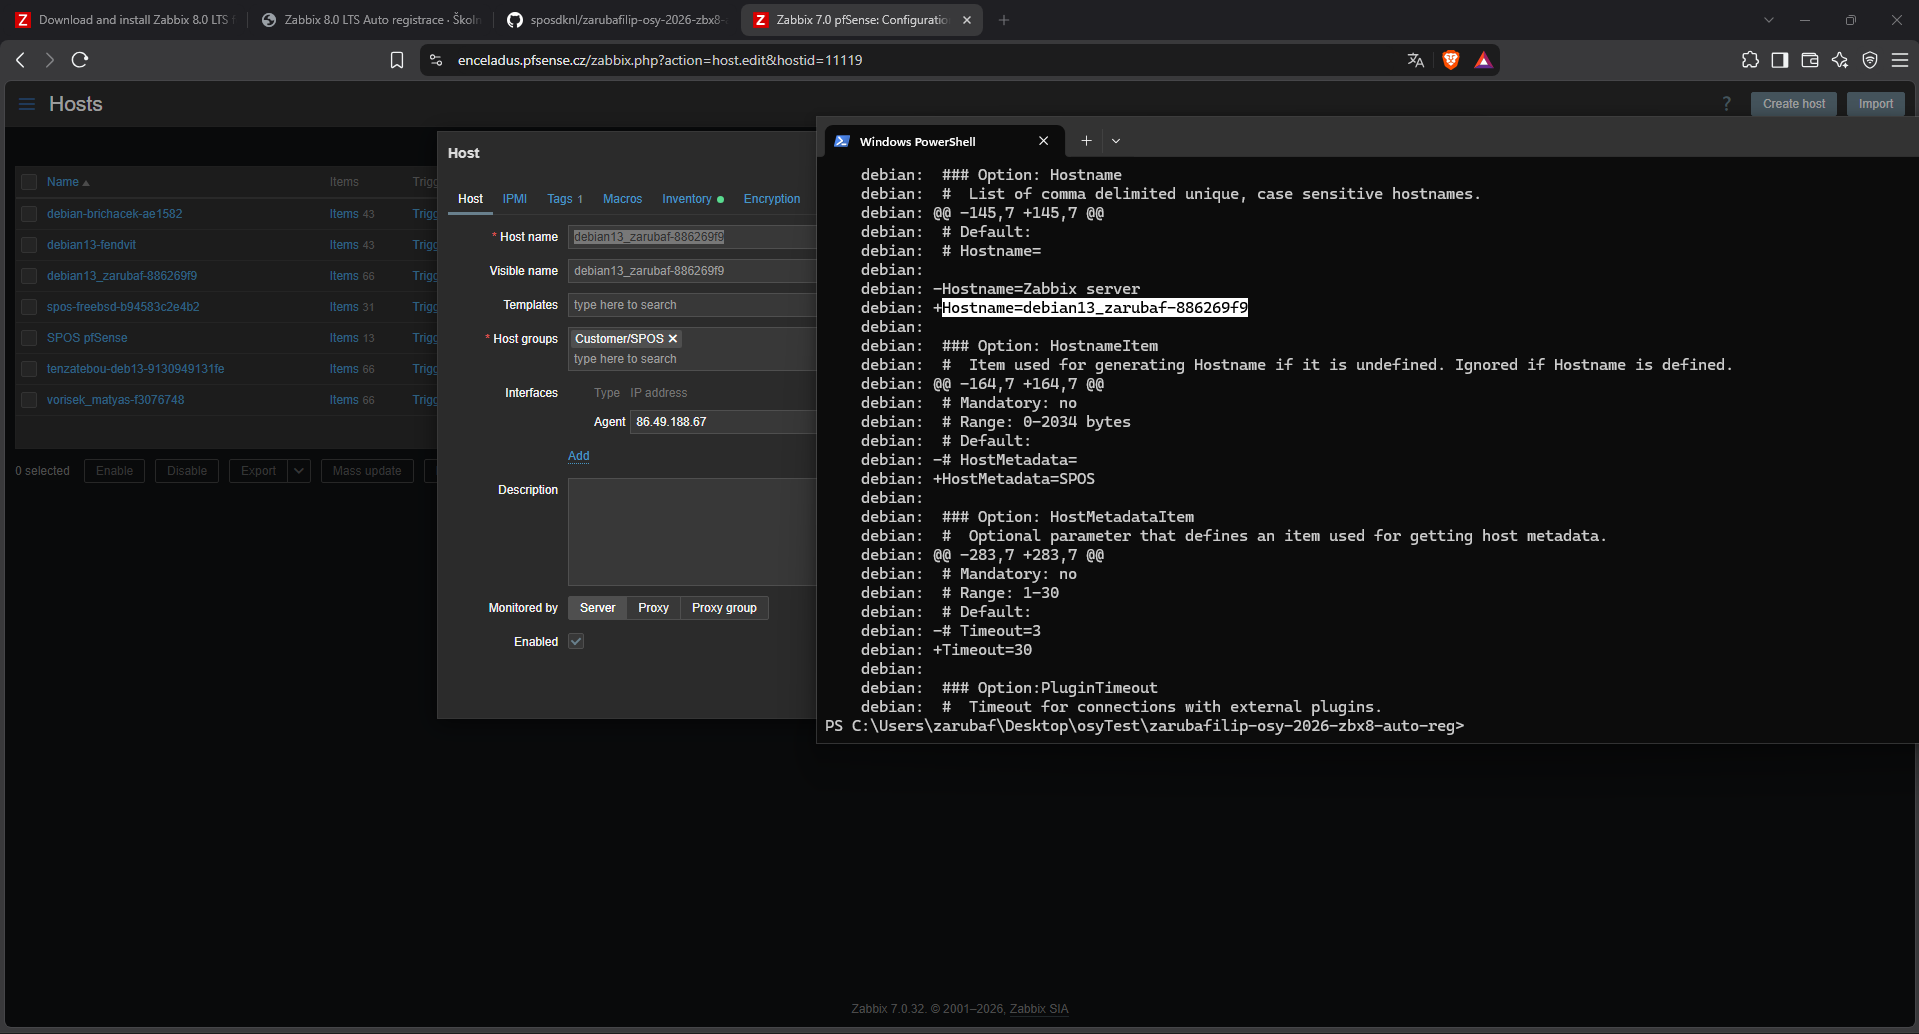 Download and install Zabbix 8.0 LTS f
Zabbix 8.0 LTS Auto registrace · Školn
sposdknl/zarubafilip-osy-2026-zbx8-
Zabbix 7.0 pfSense: Configuratio
enceladus.pfsense.cz/zabbix.php?action=host.edit&hostid=11119
Hosts
? Create host Import
Name Items Trigg
debian-brichacek-ae1582 Items 43 Trigg
debian13-fendvit Items 43 Trigg
debian13_zarubaf-886269f9 Items 66 Trigg
spos-freebsd-b94583c2e4b2 Items 31 Trigg
SPOS pfSense Items 13 Trigg
tenzatebou-deb13-9130949131fe Items 66 Trigg
vorisek_matyas-f3076748 Items 66 Trigg
0 selected Enable Disable Export Mass update
Host
Host IPMI Tags 1 Macros Inventory Encryption
* Host name debian13_zarubaf-886269f9
Visible name debian13_zarubaf-886269f9
Templates type here to search
* Host groups Customer/SPOS
type here to search
Interfaces Type IP address
Agent 86.49.188.67
Add
Description
Monitored by Server Proxy Proxy group
Enabled
Windows PowerShell
debian:  ### Option: Hostname
debian:  #  List of comma delimited unique, case sensitive hostnames.
debian: @@ -145,7 +145,7 @@
debian:  # Default:
debian:  # Hostname=
debian:
debian: -Hostname=Zabbix server
debian: +Hostname=debian13_zarubaf-886269f9
debian:
debian:  ### Option: HostnameItem
debian:  #  Item used for generating Hostname if it is undefined. Ignored if Hostname is defined.
debian: @@ -164,7 +164,7 @@
debian:  # Mandatory: no
debian:  # Range: 0-2034 bytes
debian:  # Default:
debian: -# HostMetadata=
debian: +HostMetadata=SPOS
debian:
debian:  ### Option: HostMetadataItem
debian:  #  Optional parameter that defines an item used for getting host metadata.
debian: @@ -283,7 +283,7 @@
debian:  # Mandatory: no
debian:  # Range: 1-30
debian:  # Default:
debian: -# Timeout=3
debian: +Timeout=30
debian:
debian:  ### Option:PluginTimeout
debian:  #  Timeout for connections with external plugins.
PS C:\Users\zarubaf\Desktop\osyTest\zarubafilip-osy-2026-zbx8-auto-reg>
Zabbix 7.0.32. © 2001–2026, Zabbix SIA